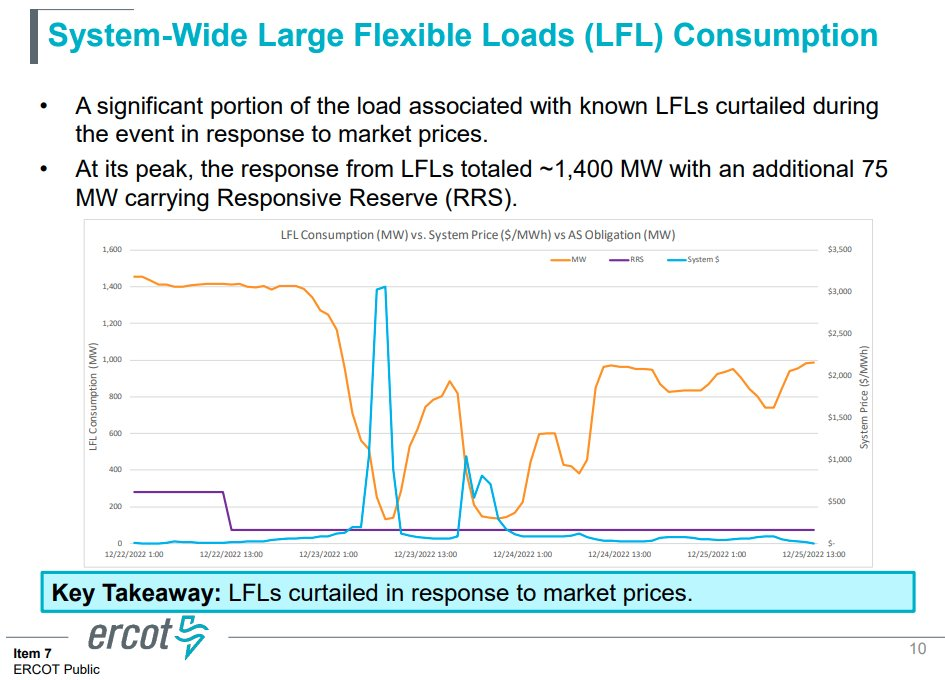 System-Wide Large Flexible Loads (LFL) Consumption
• A significant portion of the load associated with known LFLs curtailed during
the event in response to market prices.
• At its peak, the response from LFLs totaled ~1,400 MW with an additional 75
MW carrying Responsive Reserve (RRS).
LFL Consumption (MW) vs. System Price ($/MWh) vs AS Obligation (MW)
MW RRS System $
LFL Consumption (MW)
1,600
1,400
1,200
1,000
800
600
400
200
0
$3,500
$3,000
$2,500
$2,000
$1,500
$1,000
$500
$-
System Price ($/MWh)
12/22/2022 1:00 12/22/2022 13:00 12/23/2022 1:00 12/23/2022 13:00 12/24/2022 1:00 12/24/2022 13:00 12/25/2022 1:00 12/25/2022 13:00
Key Takeaway: LFLs curtailed in response to market prices.
ercot
Item 7
ERCOT Public
10